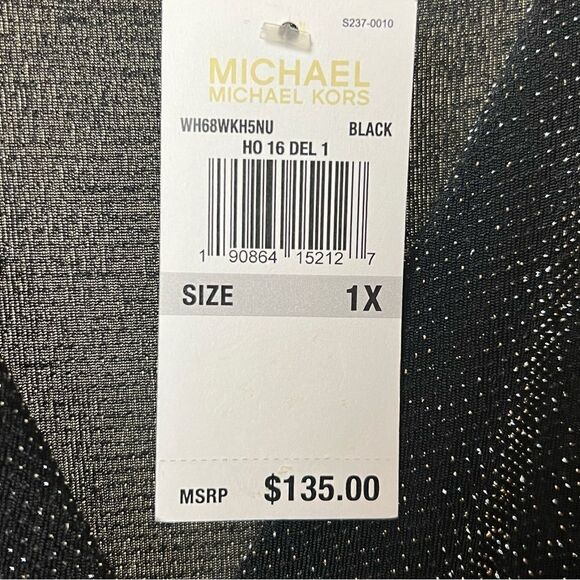 S237-0010
MICHAEL
MICHAEL KORS
WH68WKH5NU BLACK
HO 16 DEL 1
1 90864 15212 7
SIZE 1X
MSRP $135.00